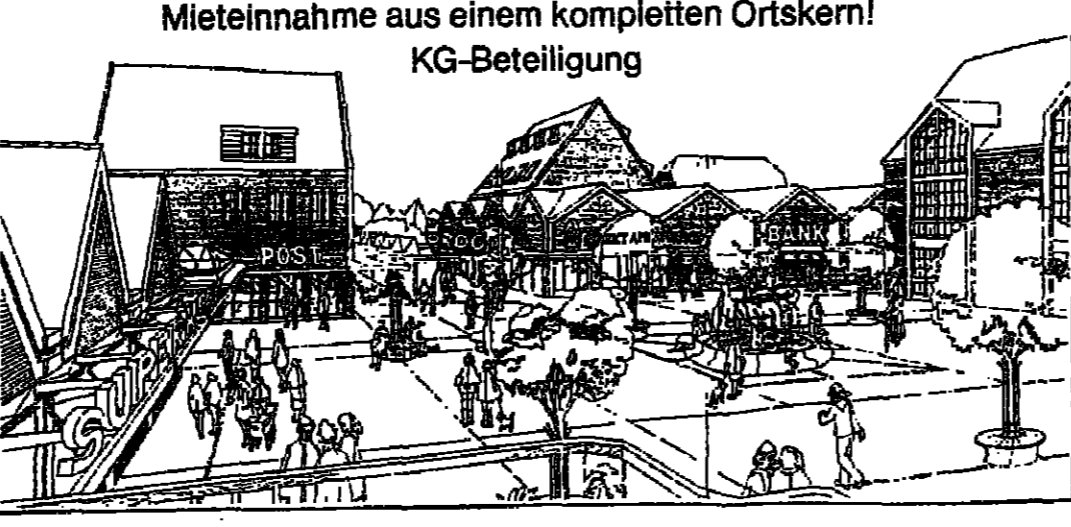 Mieteinnahme aus einem kompletten Ortskern!
KG-Beteiligung
POST
BANK